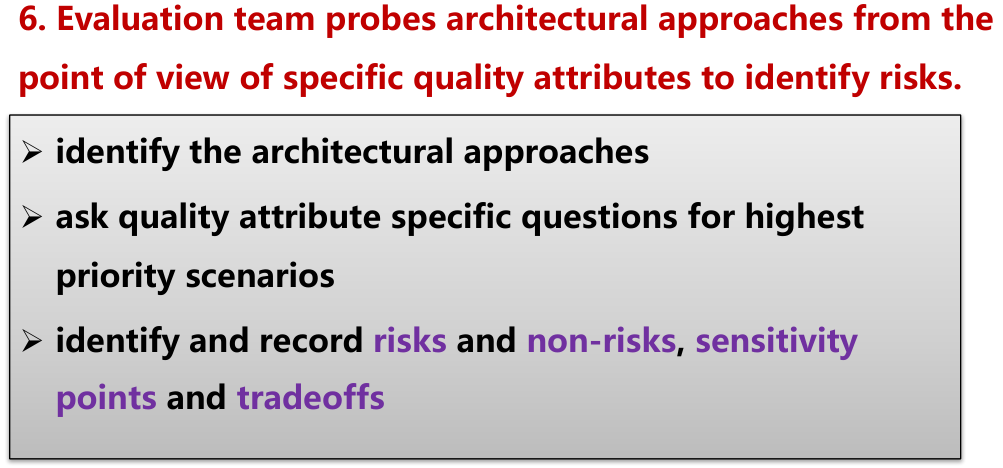 6. Evaluation team probes architectural approaches from the
point of view of specific quality attributes to identify risks.
➢ identify the architectural approaches
➢ ask quality attribute specific questions for highest
priority scenarios
➢ identify and record risks and non-risks, sensitivity
points and tradeoffs